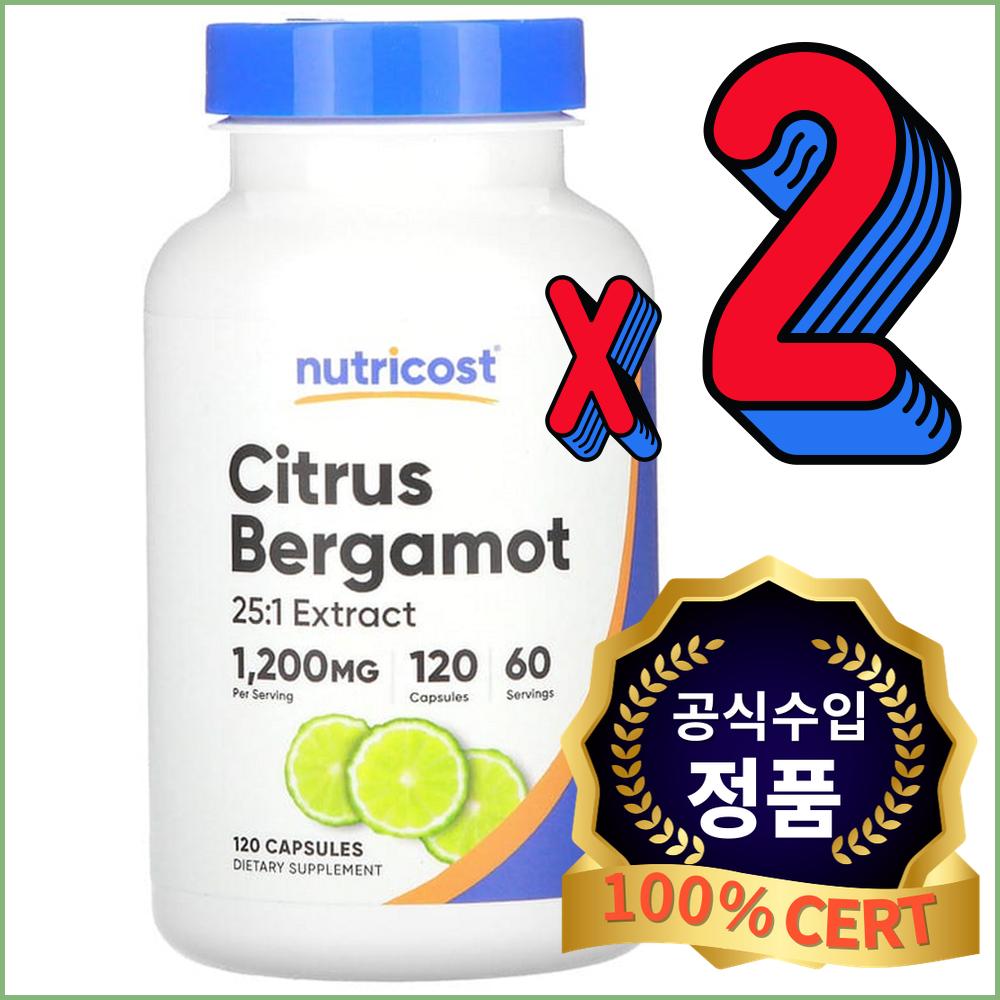 x2
nutricost®
Citrus
Bergamot
25:1 Extract
1,200MG 120 60
Per Serving Capsules Servings
120 CAPSULES
DIETARY SUPPLEMENT
공식수입
정품
100% CERT